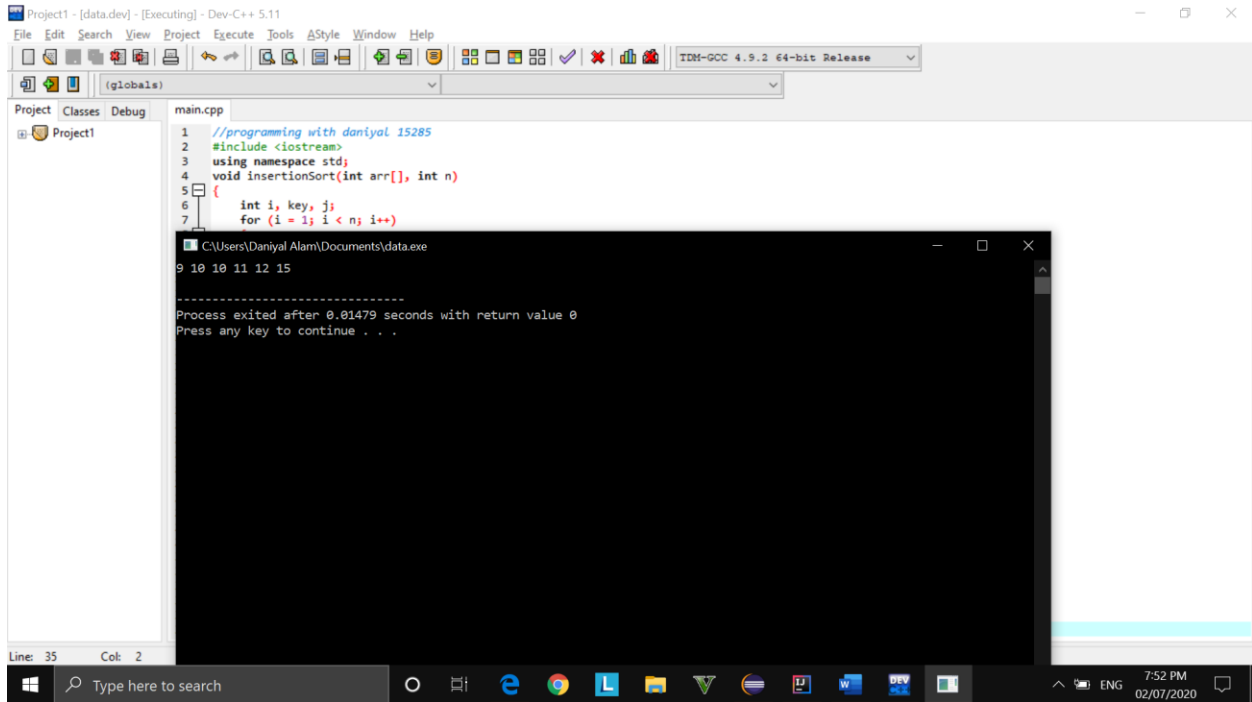 Project1 - [data.dev] - [Executing] - Dev-C++ 5.11
File Edit Search View Project Execute Tools AStyle Window Help
TDM-GCC 4.9.2 64-bit Release
(globals)
Project Classes Debug
main.cpp
Project1
1 //programming with daniyal 15285
2 #include <iostream>
3 using namespace std;
4 void insertionSort(int arr[], int n)
5 {
6 int i, key, j;
7 for (i = 1; i < n; i++)
C:\Users\Daniyal Alam\Documents\data.exe
9 10 10 11 12 15
--------------------------------
Process exited after 0.01479 seconds with return value 0
Press any key to continue . . .
Line: 35 Col: 2
Type here to search
L
W
DEV
ENG
7:52 PM
02/07/2020